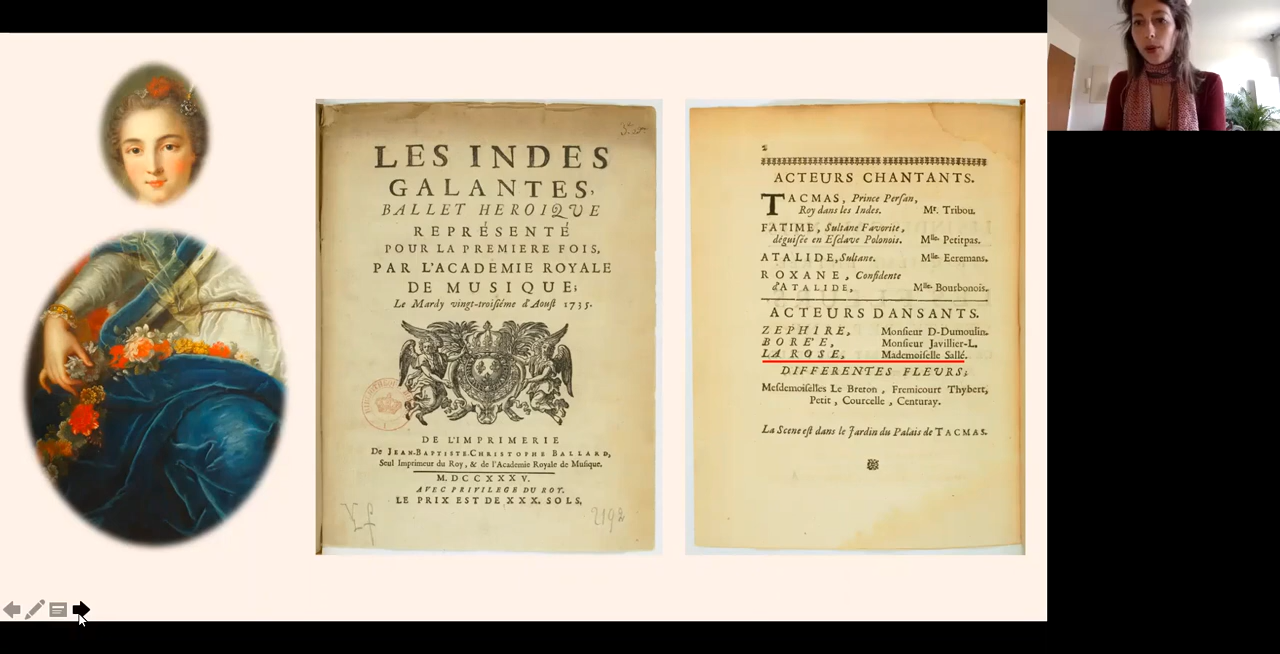 LES INDES
GALANTES,
BALLET HEROIQUE
REPRÉSENTÉ
POUR LA PREMIERE FOIS,
PAR L'ACADÉMIE ROYALE
DE MUSIQUE;
Le Mardy vingt-troisiéme d'Aoust 1735.
DE L'IMPRIMERIE
De JEAN-BAPTISTE-CHRISTOPHE BALLARD,
Seul Imprimeur du Roy, & de l'Academie Royale de Musique.
M. D C C X X X V.
AVEC PRIVILEGE DU ROY.
LE PRIX EST DE XXX. SOLS.
2
ACTEURS CHANTANTS.
TACMAS, Prince Persan,
Roy dans les Indes. Mr. Tribou.
FATIME, Sultane Favorite,
déguisée en Esclave Polonois. Mlle. Petitpas.
ATALIDE, Sultane. Mlle. Eeremans.
ROXANE, Confidente
d'ATALIDE, Mlle. Bourbonois.
ACTEURS DANSANTS.
ZEPHIRE, Monsieur D-Dumoulin.
BORE'E, Monsieur Javillier-L.
LA ROSE, Mademoiselle Sallé.
DIFFERENTES FLEURS;
Mesdemoiselles Le Breton, Fremicourt Thybert,
Petit, Courcelle, Centuray.
La Scene est dans le Jardin du Palais de TACMAS.